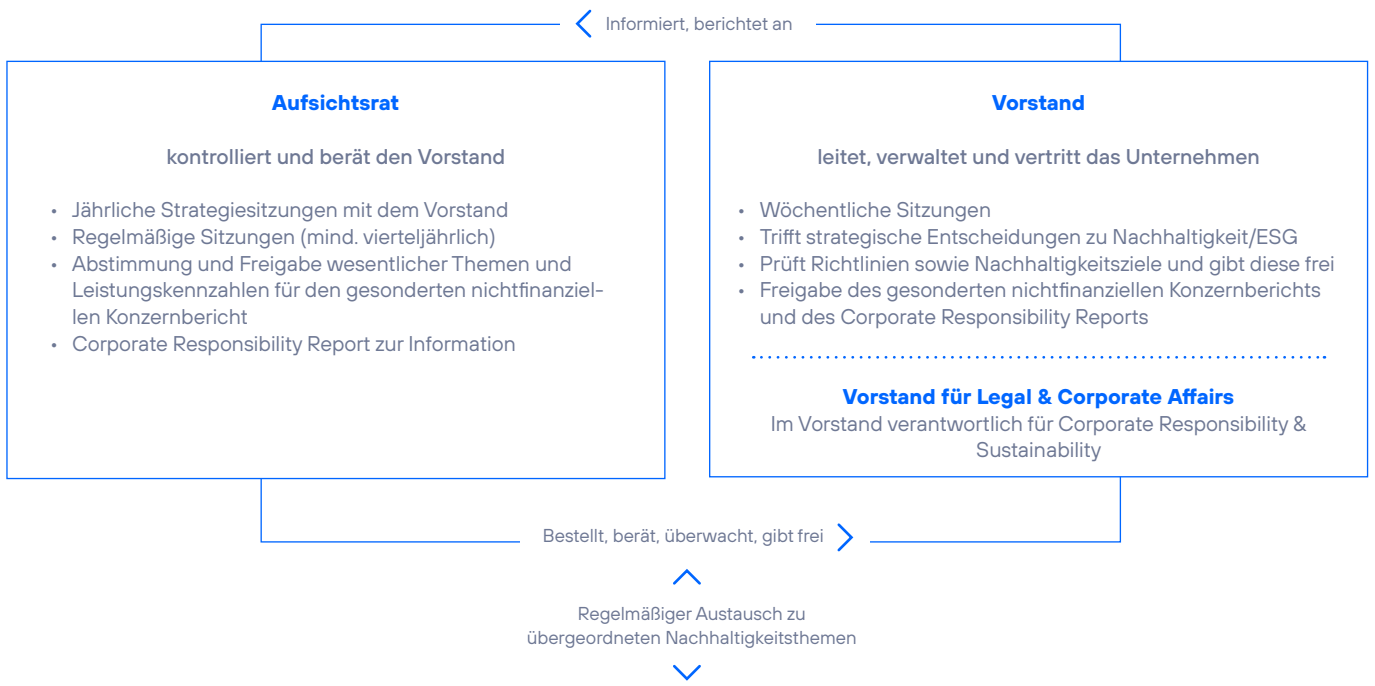 Informiert, berichtet an
Aufsichtsrat
kontrolliert und berät den Vorstand
• Jährliche Strategiesitzungen mit dem Vorstand
• Regelmäßige Sitzungen (mind. vierteljährlich)
• Abstimmung und Freigabe wesentlicher Themen und
Leistungskennzahlen für den gesonderten nichtfinanziel-
len Konzernbericht
• Corporate Responsibility Report zur Information
Vorstand
leitet, verwaltet und vertritt das Unternehmen
• Wöchentliche Sitzungen
• Trifft strategische Entscheidungen zu Nachhaltigkeit/ESG
• Prüft Richtlinien sowie Nachhaltigkeitsziele und gibt diese frei
• Freigabe des gesonderten nichtfinanziellen Konzernberichts
und des Corporate Responsibility Reports
Vorstand für Legal & Corporate Affairs
Im Vorstand verantwortlich für Corporate Responsibility &
Sustainability
Bestellt, berät, überwacht, gibt frei
Regelmäßiger Austausch zu
übergeordneten Nachhaltigkeitsthemen